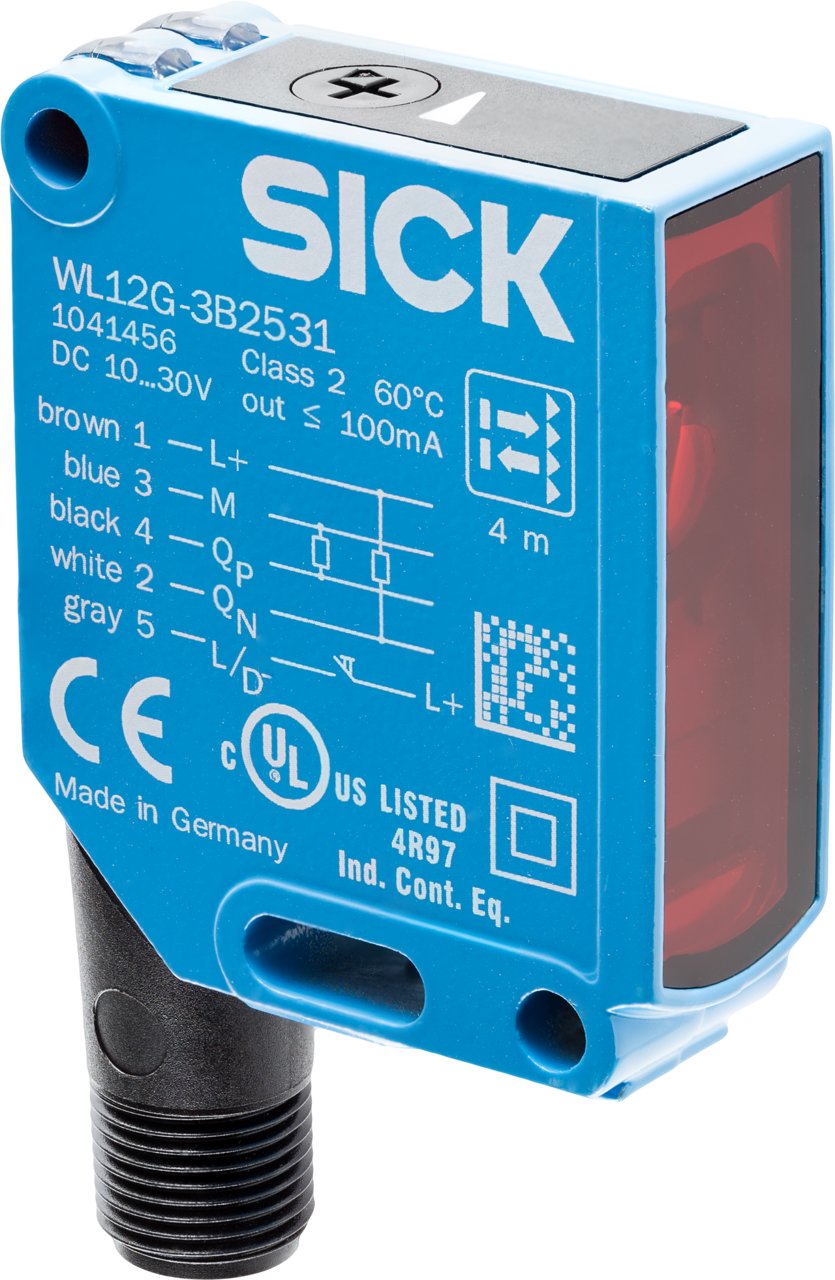 SICK
WL12G-3B2531
1041456
DC 10...30V
Class 2 60°C
out ≤ 100mA
4 m
brown 1 L+
blue 3 M
black 4 QP
white 2 QN
gray 5 L/D
L+
CE
C UL US LISTED
4R97
Ind. Cont. Eq.
Made in Germany